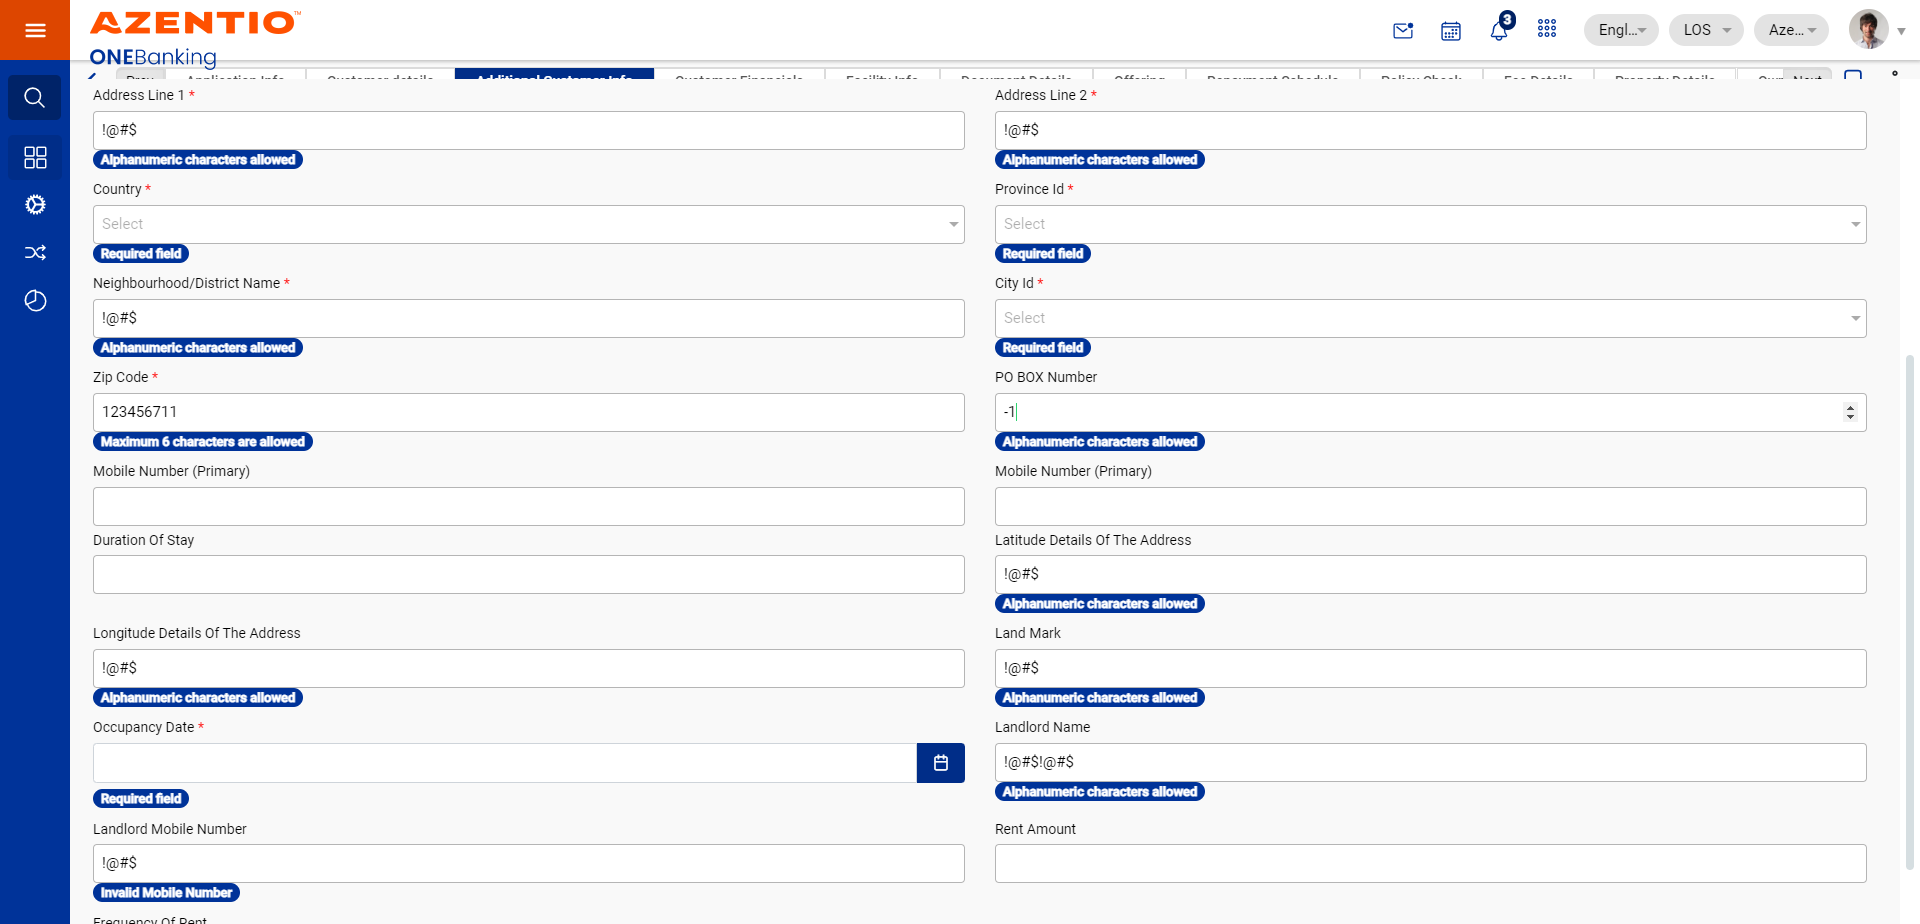 AZENTIO™
ONEBanking
3
Engl...
LOS
Aze...
Prev
Application Info
Customer details
Additional Customer Info
Customer Financials
Facility Info
Document Details
Offering
Repayment Schedule
Policy Check
Fee Details
Property Details
Next
Address Line 1 *
Address Line 2 *
!@#$
!@#$
Alphanumeric characters allowed
Alphanumeric characters allowed
Country *
Province Id *
Select
Select
Required field
Required field
Neighbourhood/District Name *
City Id *
!@#$
Select
Alphanumeric characters allowed
Required field
Zip Code *
PO BOX Number
123456711
-1
Maximum 6 characters are allowed
Alphanumeric characters allowed
Mobile Number (Primary)
Mobile Number (Primary)
Duration Of Stay
Latitude Details Of The Address
!@#$
Alphanumeric characters allowed
Longitude Details Of The Address
Land Mark
!@#$
!@#$
Alphanumeric characters allowed
Alphanumeric characters allowed
Occupancy Date *
Landlord Name
!@#$!@#$
Required field
Alphanumeric characters allowed
Landlord Mobile Number
Rent Amount
!@#$
Invalid Mobile Number
Frequency Of Rent